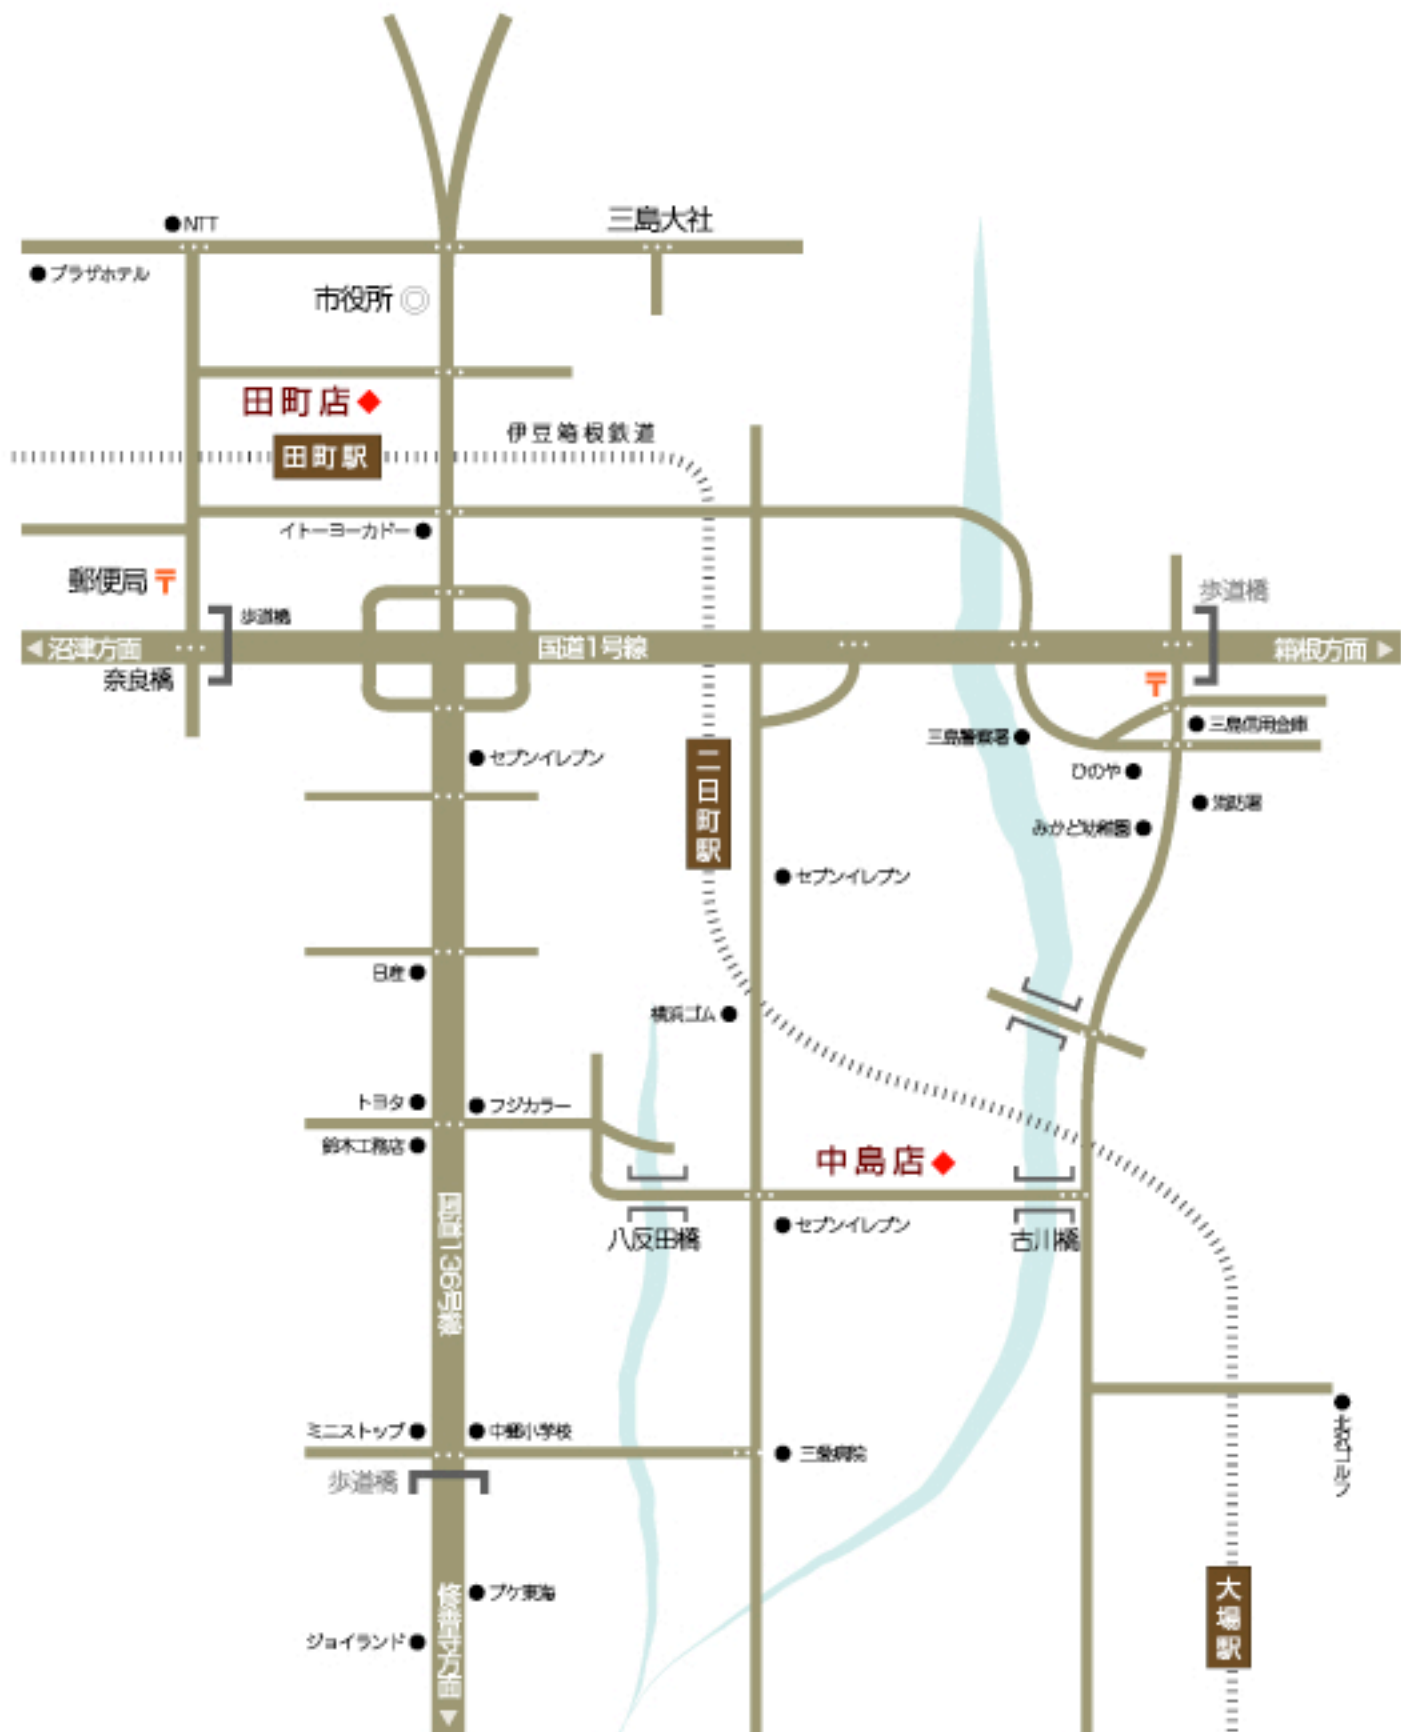 NTT
三島大社
プラザホテル
市役所
田町店
伊豆箱根鉄道
田町駅
イトーヨーカドー
郵便局
歩道橋
歩道橋
沼津方面
国道1号線
箱根方面
奈良橋
三島信用金庫
三島警察署
セブンイレブン
ひのや
二日町駅
消防署
みかど幼稚園
セブンイレブン
日産
横浜ゴム
トヨタ
フジカラー
鈴木工務店
中島店
国道136号線
セブンイレブン
八反田橋
古川橋
ミニストップ
中郷小学校
三愛病院
歩道橋
ブケ東海
修善寺方面
大場駅
ジョイランド